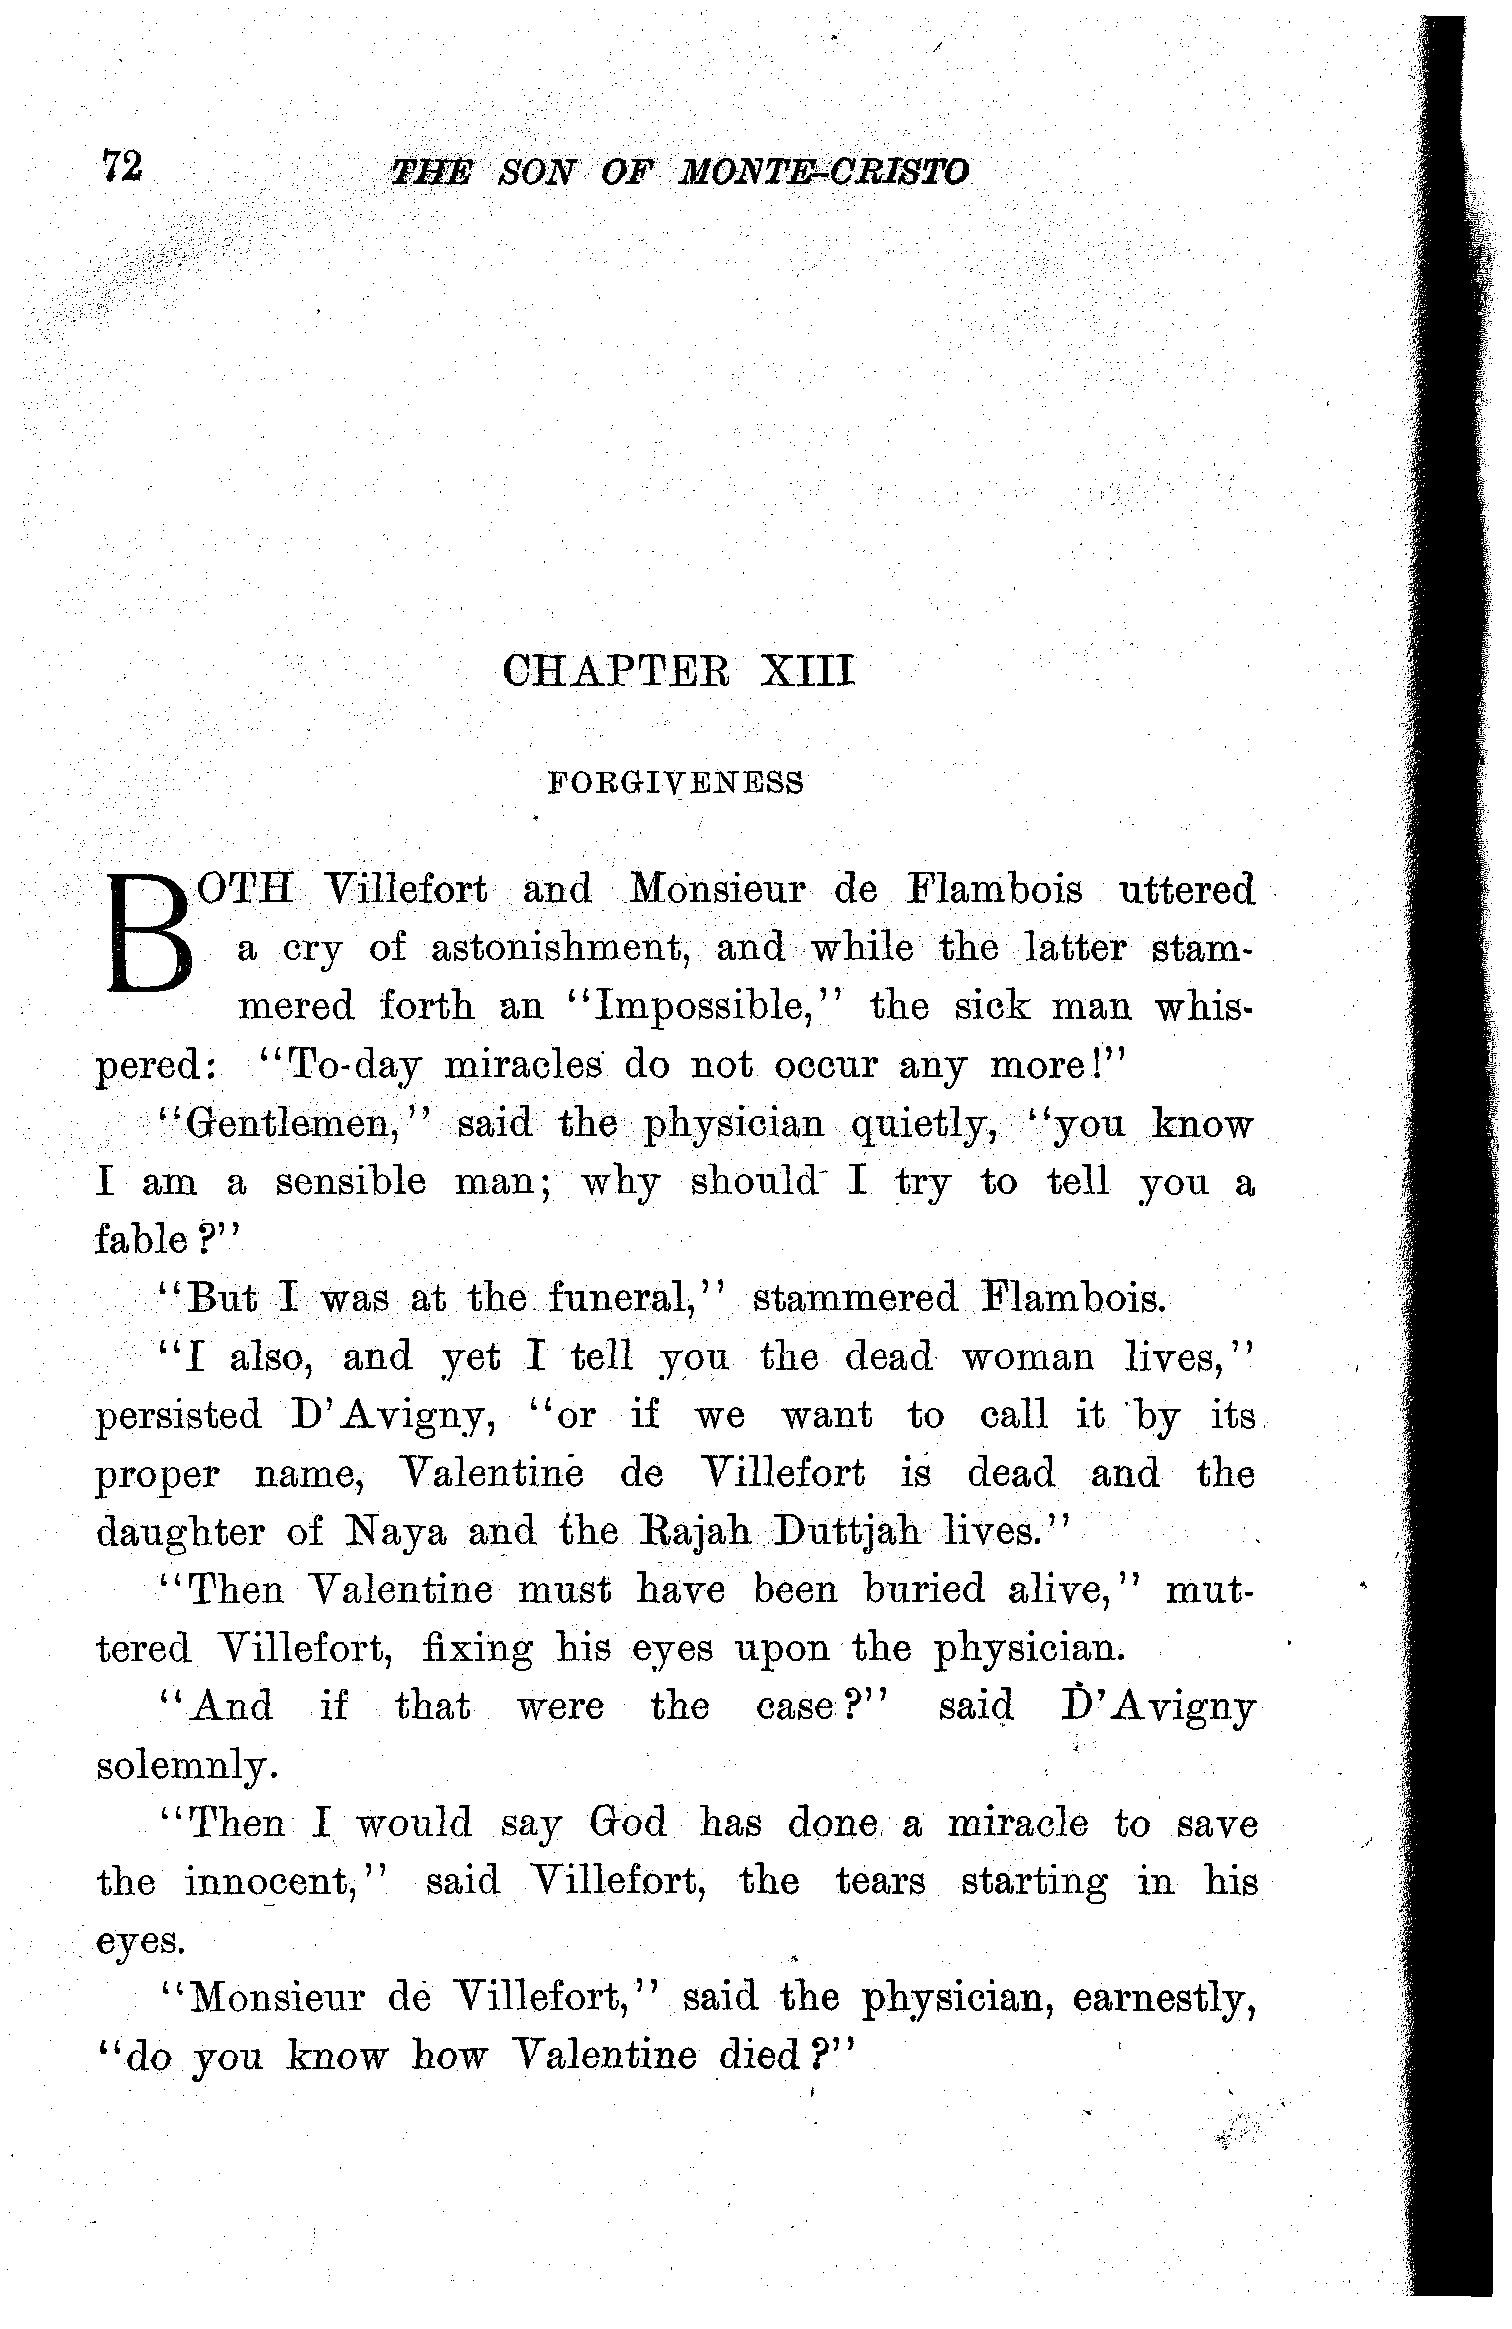 72 THE SON OF MONTE-CRISTO
CHAPTER XIII
FORGIVENESS
BOTH Villefort and Monsieur de Flambois uttered
a cry of astonishment, and while the latter stam-
mered forth an "Impossible," the sick man whis-
pered: "To-day miracles do not occur any more!"
"Gentlemen," said the physician quietly, "you know
I am a sensible man; why should I try to tell you a
fable?"
"But I was at the funeral," stammered Flambois.
"I also, and yet I tell you the dead woman lives,"
persisted D'Avigny, "or if we want to call it by its
proper name, Valentine de Villefort is dead and the
daughter of Naya and the Rajah Duttjah lives."
"Then Valentine must have been buried alive," mut-
tered Villefort, fixing his eyes upon the physician.
"And if that were the case?" said D'Avigny
solemnly.
"Then I would say God has done a miracle to save
the innocent," said Villefort, the tears starting in his
eyes.
"Monsieur de Villefort," said the physician, earnestly,
"do you know how Valentine died?"